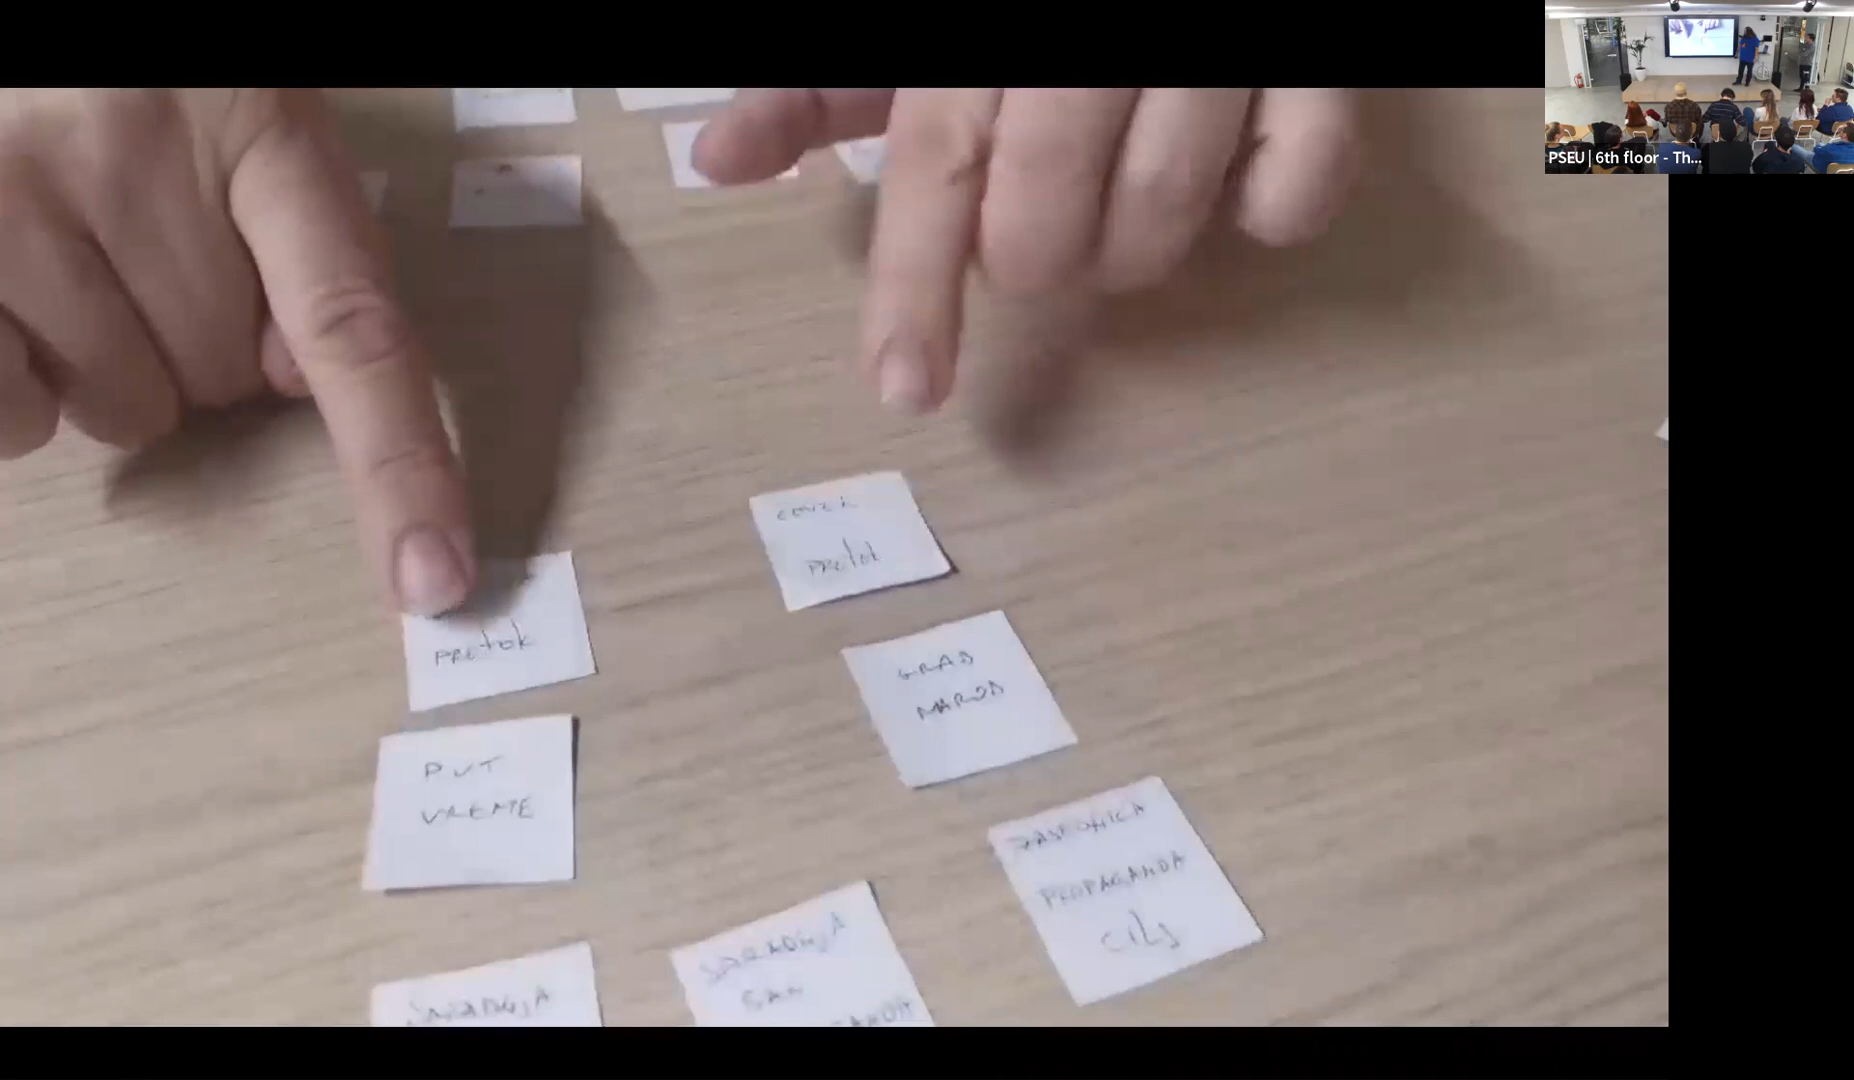 PSEU | 6th floor - Th...
PROTOK
PROTOK
GRAD
NAROD
PUT
VREME
PROPAGANDA
CILJ
SARADNJA
SAN
SARADNJA